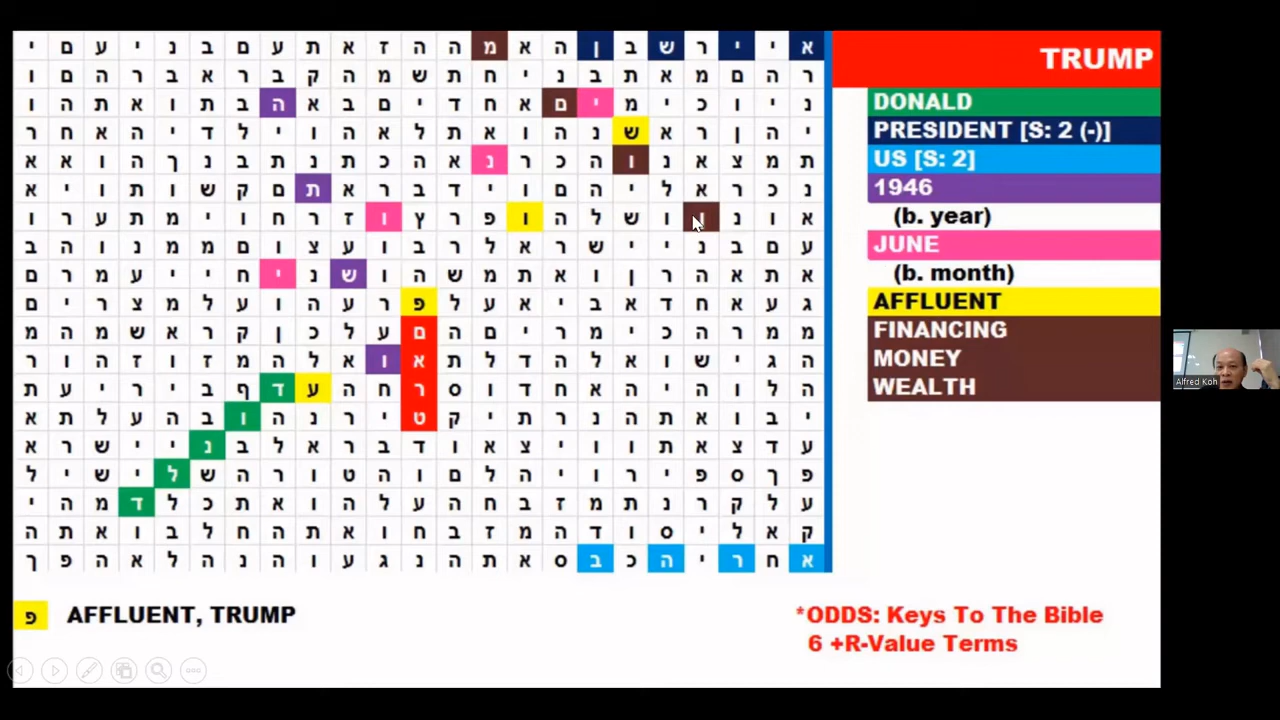 א י י ר ש ב ן ה א מ ה ה ז א ת ע ם ב נ י ע ם י
ר ה ם מ א ת ב נ י ח ת ש מ ה ק ב ר א ב ר ה ם ו
נ י ו כ י מ י ם א ח ד י ם ב א ה ב ת ו א ת ה ו
י ה ן ר א ש נ ה ו א ת ל א ה ו י ל ד י ה א ח ר
ת מ צ א נ ו ה כ ר נ א ה כ ת נ ת ב נ ך ה ו א א
נ כ ר א ל י ה ם ו י ד ב ר א ת ם ק ש ו ת ו י א
א ו נ ן ו ש ל ה ו פ ר ץ ו ז ר ח ו י מ ת ע ר ו
ע ם ב נ י י ש ר א ל ר ב ו ע צ ו ם מ מ נ ו ה ב
א ת א ה ר ן ו א ת מ ש ה ו ש נ י ח י י ע מ ר ם
ג ע א ח ד א ב י א ע ל פ ר ע ה ו ע ל מ צ ר י ם
מ מ ר ה כ י מ ר י ם ה ם ע ל כ ן ק ר א ש מ ה מ
ה ג י ש ו א ל ה ד ל ת א ו א ל ה מ ז ו ז ה ו ר
ה ל ו ה י ה א ח ד ו ס ר ח ה ע ד ף ב י ר י ע ת
י ב ו א ת ה נ ר ת י ק ט י ר נ ה ו ב ה ע ל ת א
ע ד צ א ת ו ו י צ א ו ד ב ר א ל ב נ י י ש ר א
פ ך ס פ י ר ו י ה ל ם ו ה ט ו ר ה ש ל י ש י ל
ע ל ק ר נ ת מ ז ב ח ה ע ל ה ו א ת כ ל ד מ ה י
ק א ל י ס ו ד ה מ ז ב ח ו א ת ה ח ל ב ו א ת ה
א ח ר י ה כ ב ס א ת ה נ ג ע ו ה נ ה ל א ה פ ך
TRUMP
DONALD
PRESIDENT [S: 2 (-)]
US [S: 2]
1946
(b. year)
JUNE
(b. month)
AFFLUENT
FINANCING
MONEY
WEALTH
פ AFFLUENT, TRUMP
*ODDS: Keys To The Bible
6 +R-Value Terms
Alfred Koh